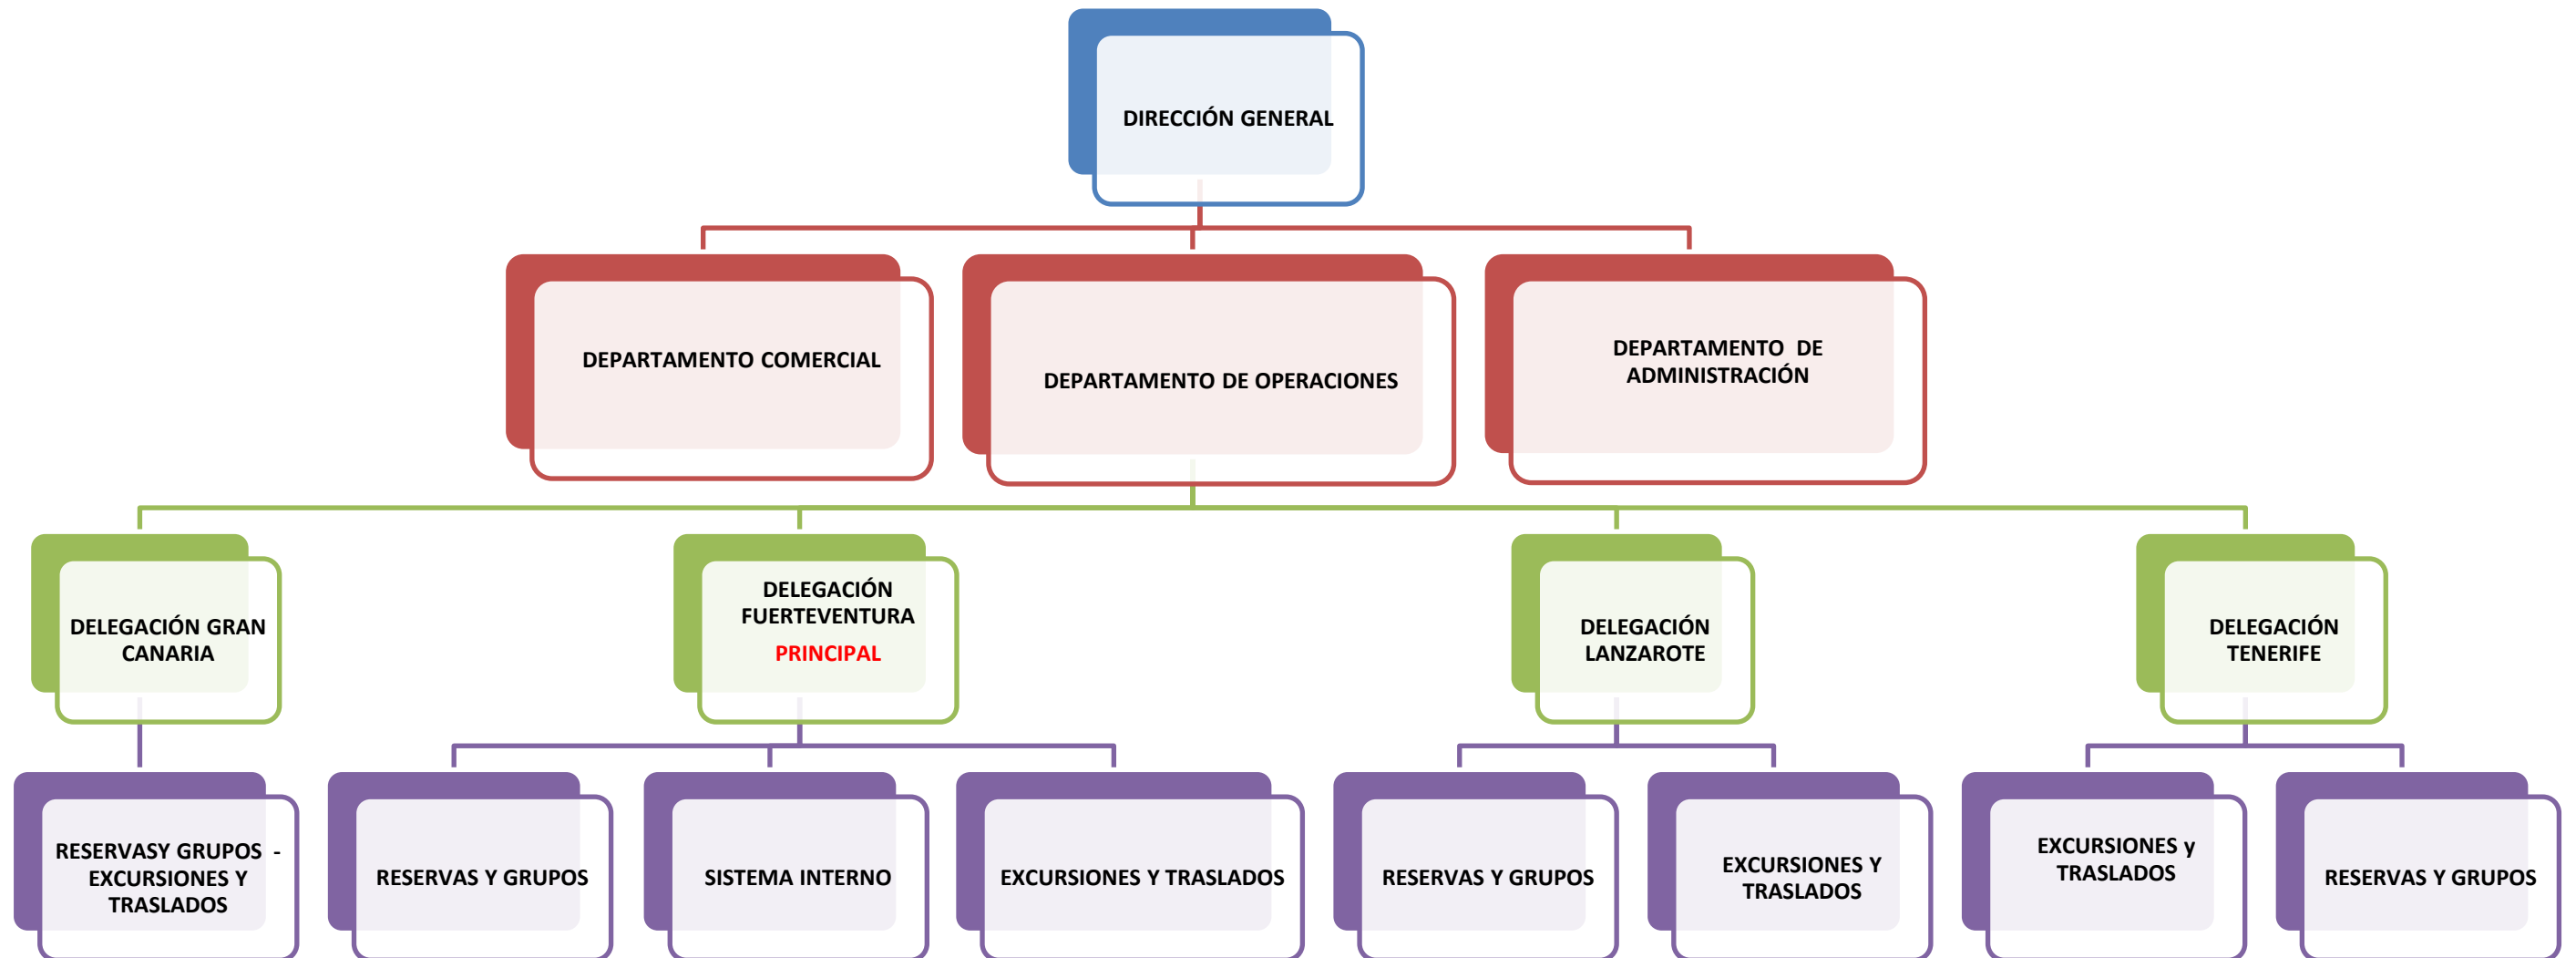 DIRECCIÓN GENERAL
DEPARTAMENTO COMERCIAL
DEPARTAMENTO DE OPERACIONES
DEPARTAMENTO  DE
ADMINISTRACIÓN
DELEGACIÓN GRAN
CANARIA
DELEGACIÓN
FUERTEVENTURA
PRINCIPAL
DELEGACIÓN
LANZAROTE
DELEGACIÓN
TENERIFE
RESERVASY GRUPOS  -
EXCURSIONES Y
TRASLADOS
RESERVAS Y GRUPOS
SISTEMA INTERNO
EXCURSIONES Y TRASLADOS
RESERVAS Y GRUPOS
EXCURSIONES Y
TRASLADOS
EXCURSIONES y
TRASLADOS
RESERVAS Y GRUPOS